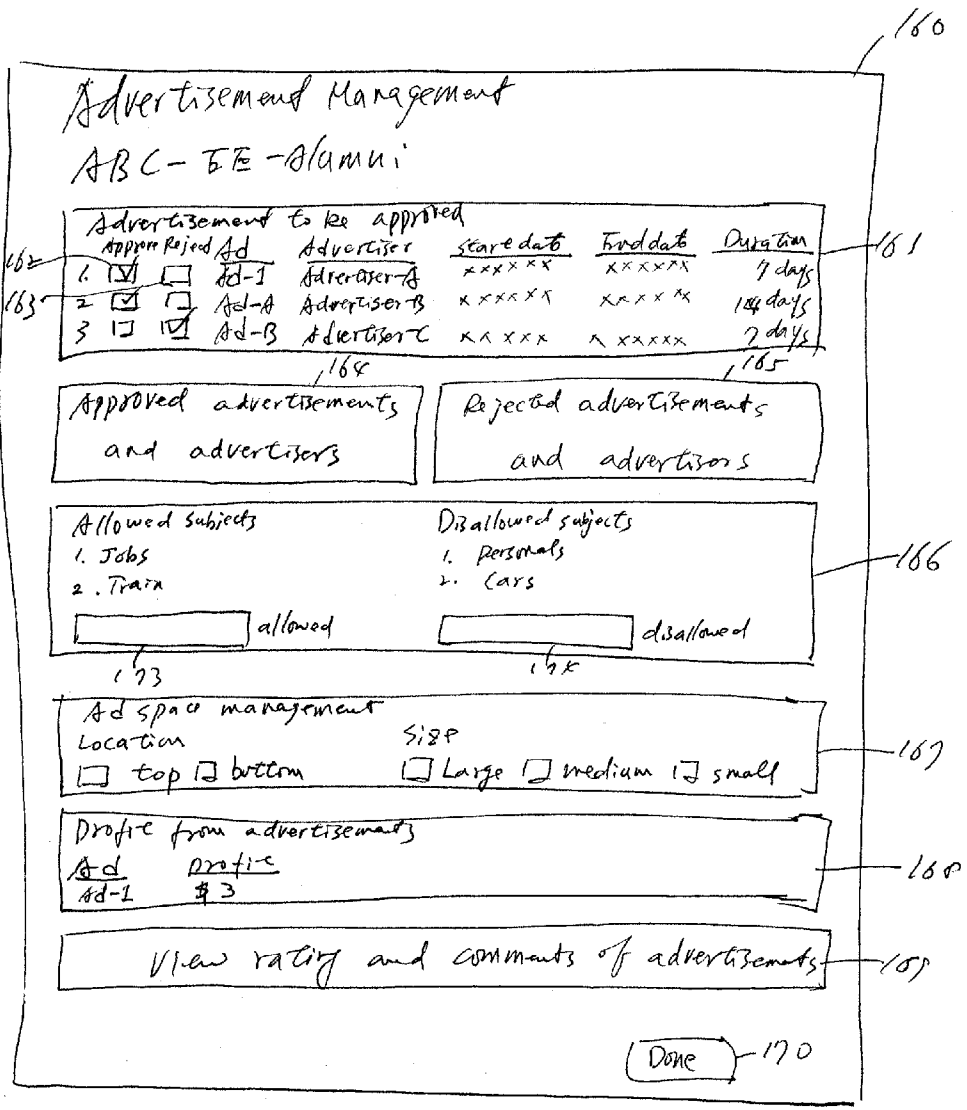 160
Advertisement Management
ABC-EE-Alumni
Advertisement to be approved
Approve Reject Ad Advertiser start date End date Duration
161
162
1. Ad-1 Advertiser-A xxxxxx xxxxxx 7 days
163
2 Ad-A Advertiser-B xxxxxx xxxxxx 14 days
3 Ad-B Advertiser-C xxxxx xxxxxx 7 days
164 165
Approved advertisements Rejected advertisements
and advertisers and advertisors
Allowed subjects Disallowed subjects
1. Jobs 1. Personals
166
2. Train 2. Cars
allowed disallowed
173 174
Ad space management
Location Size
167
top bottom Large medium small
Profit from advertisements
Ad Profit
168
Ad-1 $3
View rating and comments of advertisemets
169
Done 170